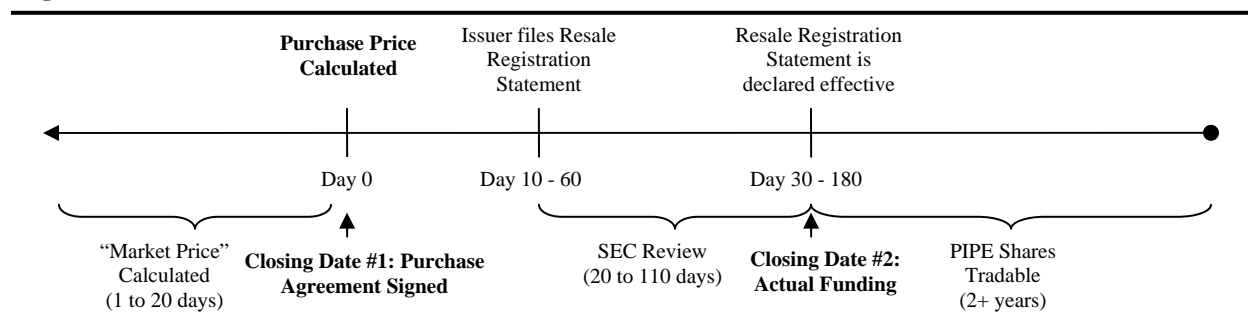 Purchase Price
Calculated
Issuer files Resale
Registration
Statement
Resale Registration
Statement is
declared effective
Day 0
Day 10 - 60
Day 30 - 180
“Market Price”
Calculated
(1 to 20 days)
Closing Date #1: Purchase
Agreement Signed
SEC Review
(20 to 110 days)
Closing Date #2:
Actual Funding
PIPE Shares
Tradable
(2+ years)